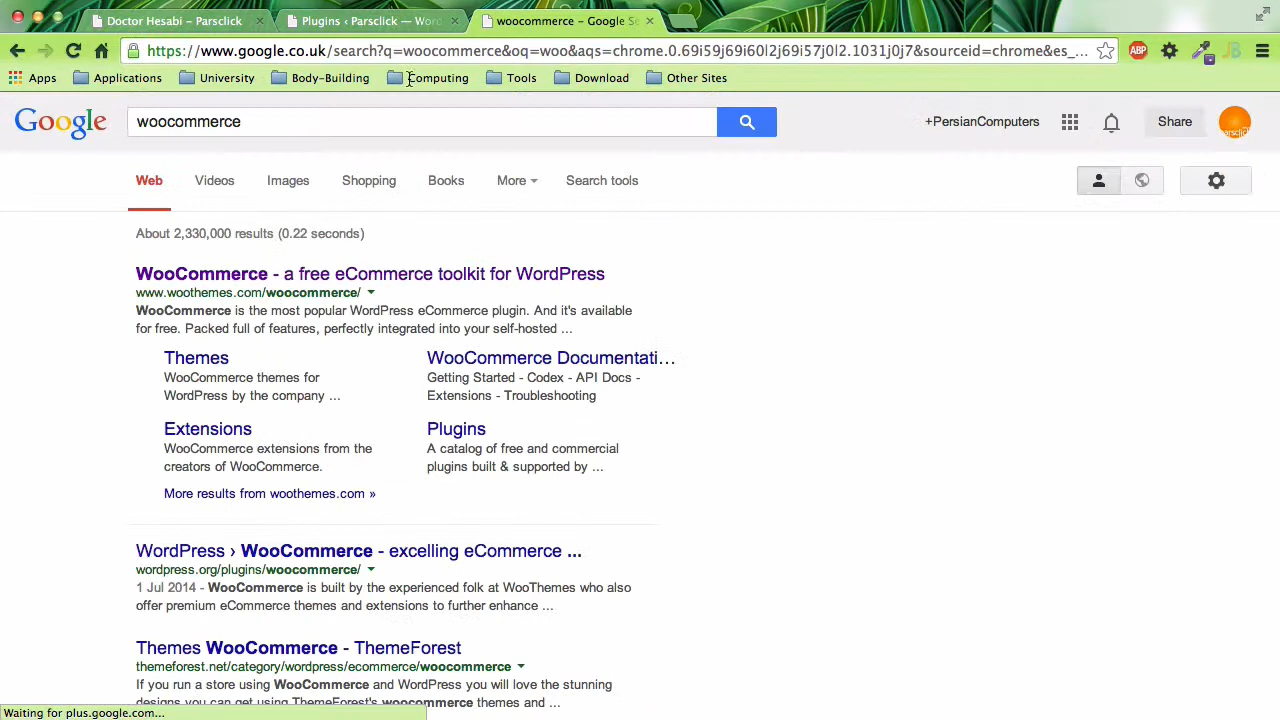 Doctor Hesabi – Parsclick
Plugins ‹ Parsclick — Wor
woocommerce – Google Se
https://www.google.co.uk/search?q=woocommerce&oq=woo&aqs=chrome.0.69i59j69i60l2j69i57j0l2.1031j0j7&sourceid=chrome&es_...
ABP
JB
Apps Applications University Body-Building Computing Tools Download Other Sites
Google
woocommerce
+PersianComputers
Share
parsclick
Web Videos Images Shopping Books More Search tools
About 2,330,000 results (0.22 seconds)
WooCommerce - a free eCommerce toolkit for WordPress
www.woothemes.com/woocommerce/
WooCommerce is the most popular WordPress eCommerce plugin. And it's available
for free. Packed full of features, perfectly integrated into your self-hosted ...
Themes
WooCommerce themes for
WordPress by the company ...
WooCommerce Documentati...
Getting Started - Codex - API Docs -
Extensions - Troubleshooting
Extensions
WooCommerce extensions from the
creators of WooCommerce.
Plugins
A catalog of free and commercial
plugins built & supported by ...
More results from woothemes.com »
WordPress › WooCommerce - excelling eCommerce ...
wordpress.org/plugins/woocommerce/
1 Jul 2014 - WooCommerce is built by the experienced folk at WooThemes who also
offer premium eCommerce themes and extensions to further enhance ...
Themes WooCommerce - ThemeForest
themeforest.net/category/wordpress/ecommerce/woocommerce
If you run a store using WooCommerce and WordPress you will love the stunning
designs you can get using ThemeForest's woocommerce themes and ...
Waiting for plus.google.com...